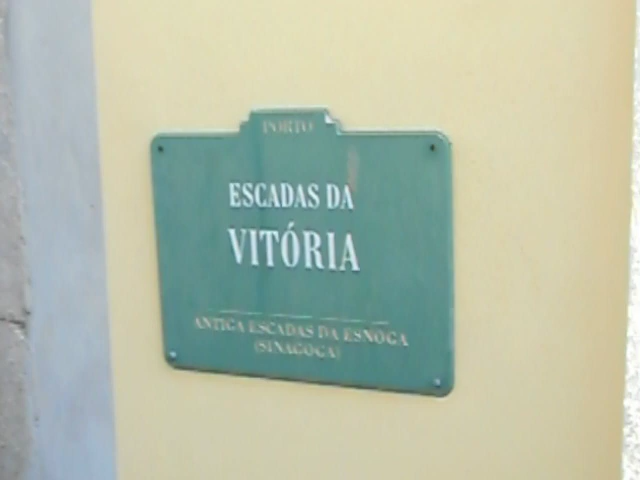 PORTO
ESCADAS DA
VITÓRIA
ANTIGA ESCADAS DA ESNOGA
(SINAGOGA)